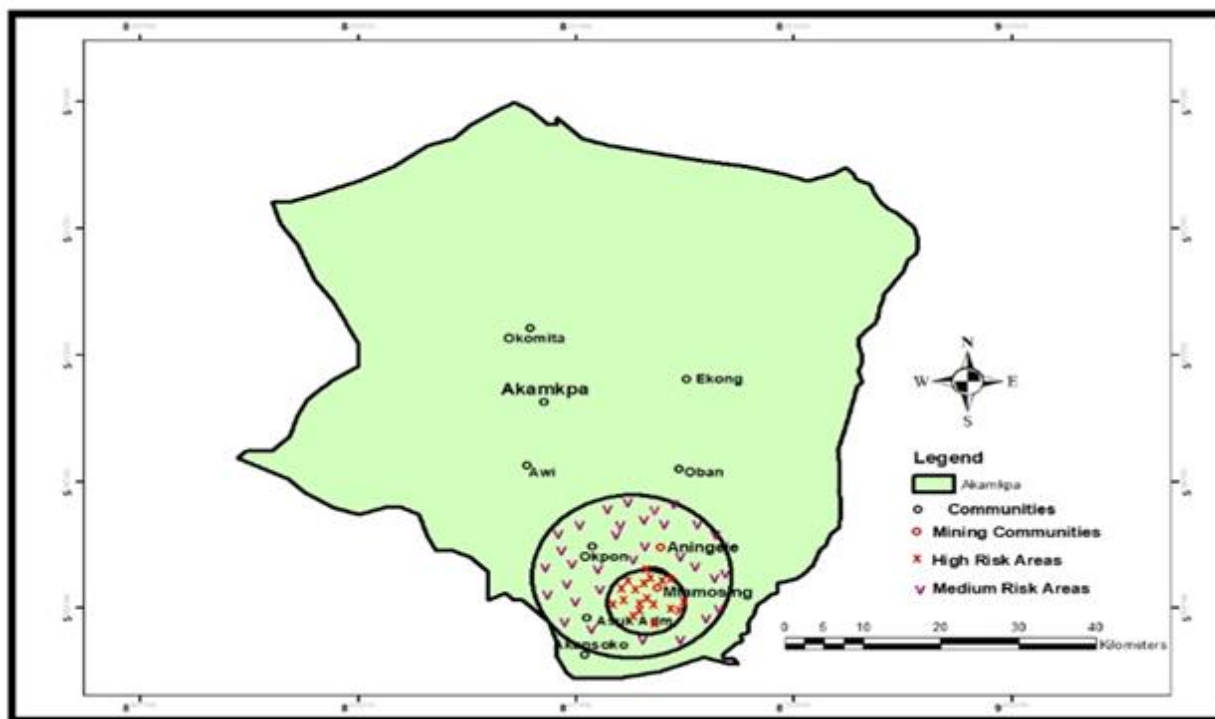 Okomita
Ekong
Akamkpa
Awi
Oban
Aningeje
Okpon
Mfamosing
Akansoko
N
W E
S
Legend
Akamkpa
Communities
Mining Communities
High Risk Areas
Medium Risk Areas
0 5 10 20 30 40
Kilometers